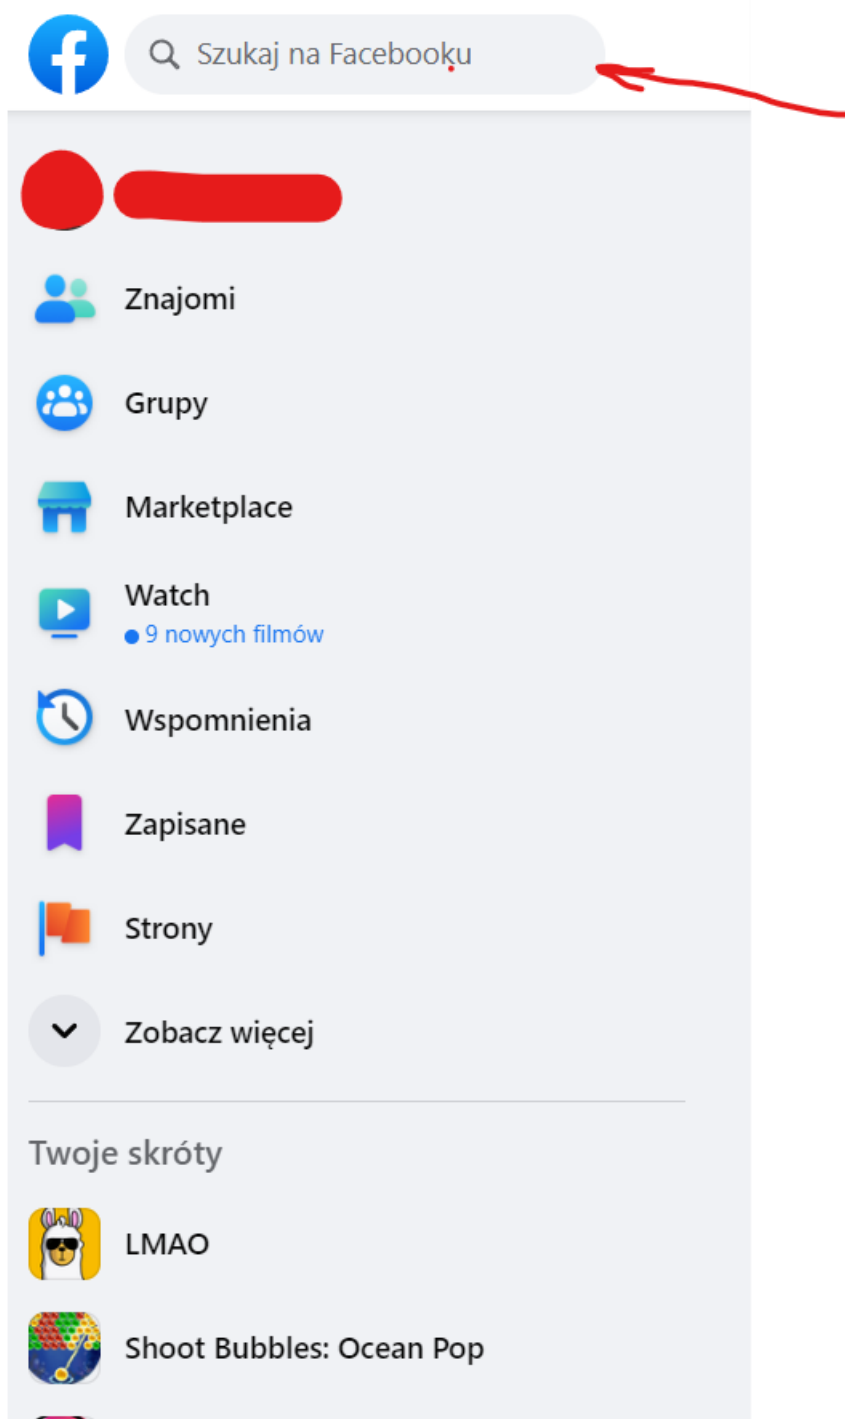 Szukaj na Facebooku
Znajomi
Grupy
Marketplace
Watch
9 nowych filmów
Wspomnienia
Zapisane
Strony
Zobacz więcej
Twoje skróty
LMAO
Shoot Bubbles: Ocean Pop